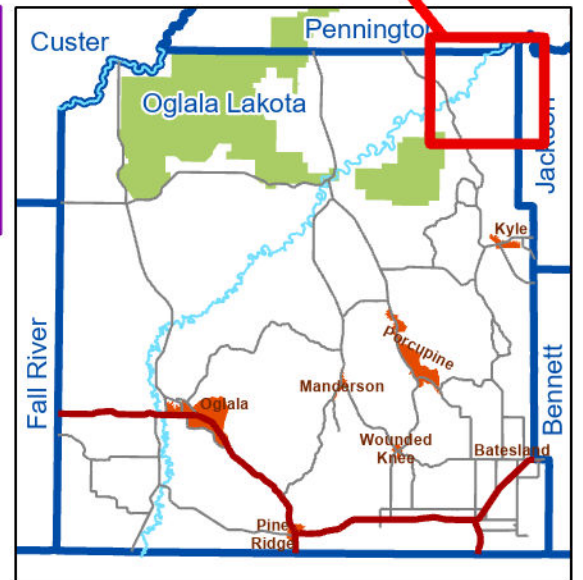 Custer
Pennington
Oglala Lakota
Jackson
Kyle
Fall River
Porcupine
Manderson
Oglala
Bennett
Wounded
Knee
Batesland
Pine
Ridge